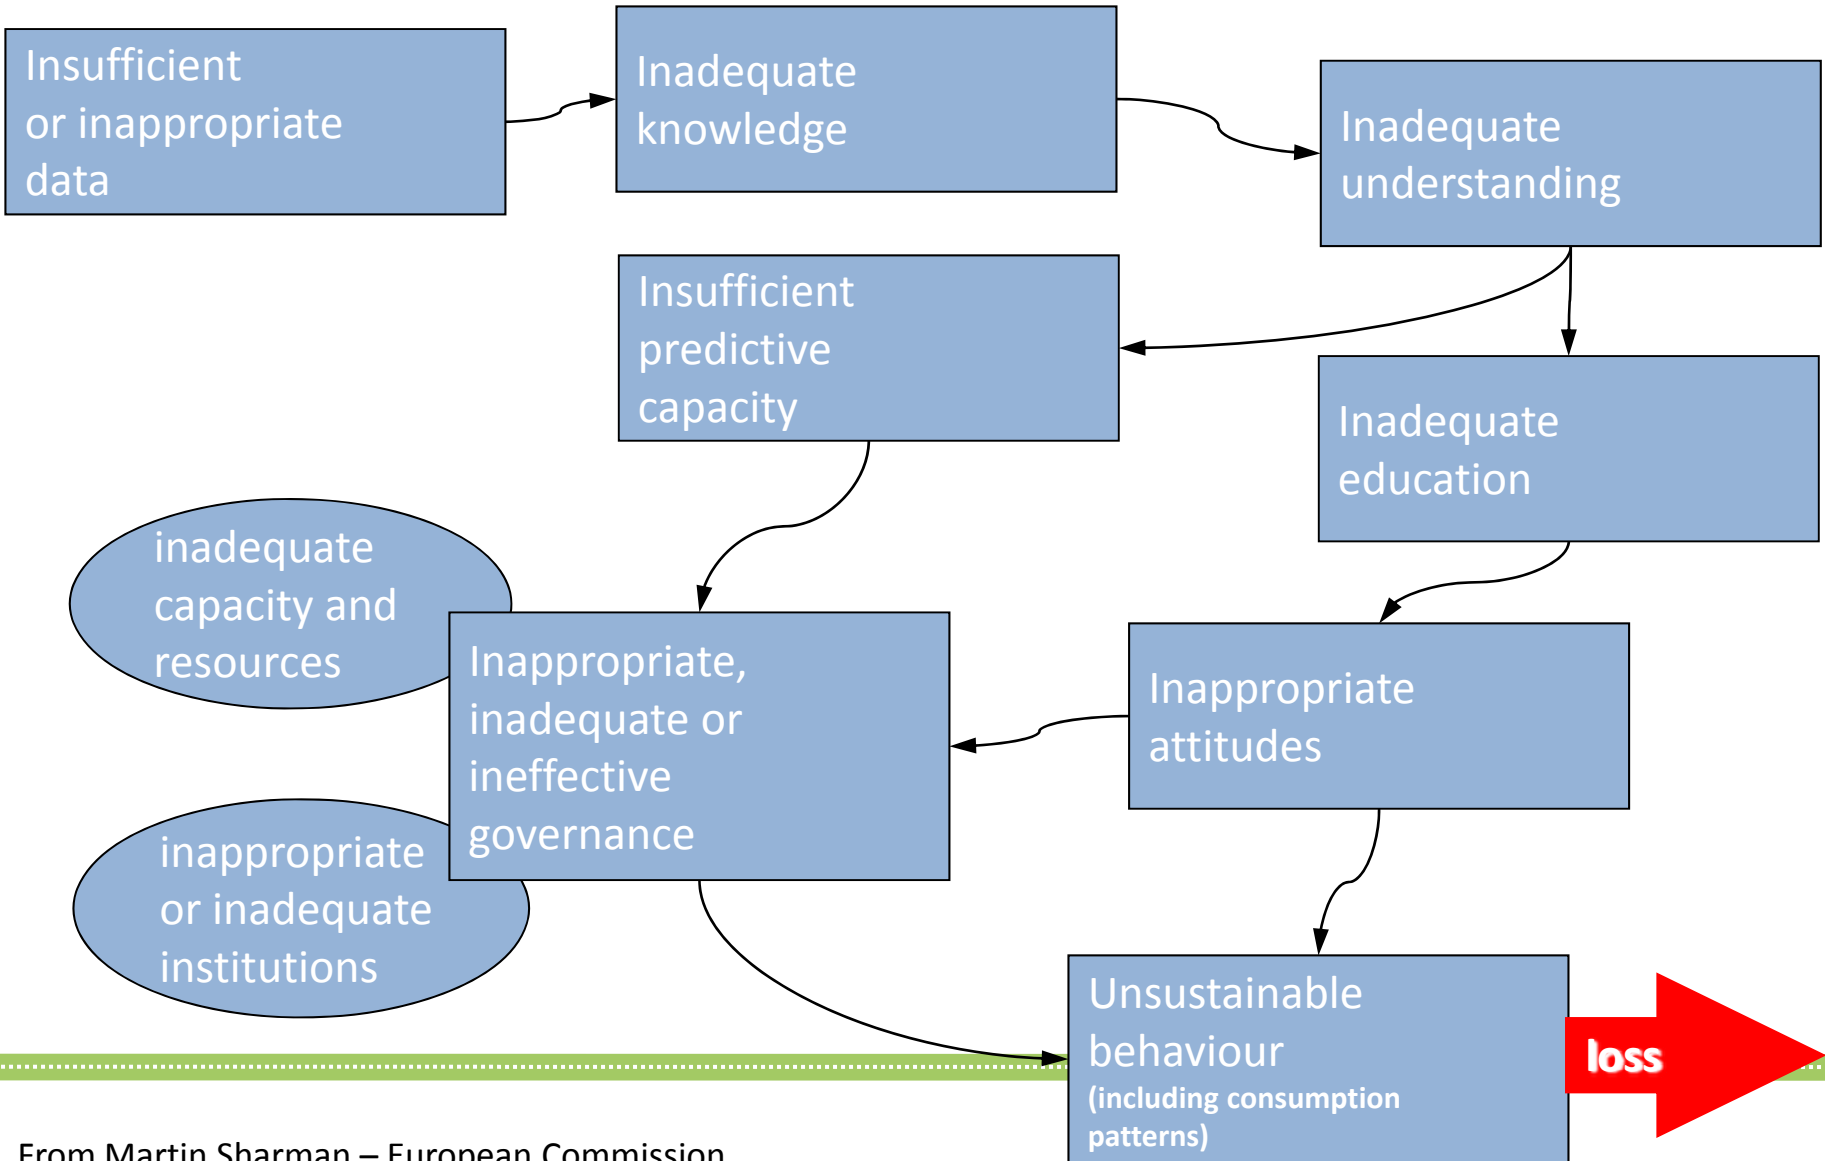 Insufficient
or inappropriate
data
Inadequate
knowledge
Inadequate
understanding
Insufficient
predictive
capacity
Inadequate
education
inadequate
capacity and
resources
Inappropriate,
inadequate or
ineffective
governance
Inappropriate
attitudes
inappropriate
or inadequate
institutions
Unsustainable
behaviour
(including consumption
patterns)
loss
From Martin Sharman – European Commission